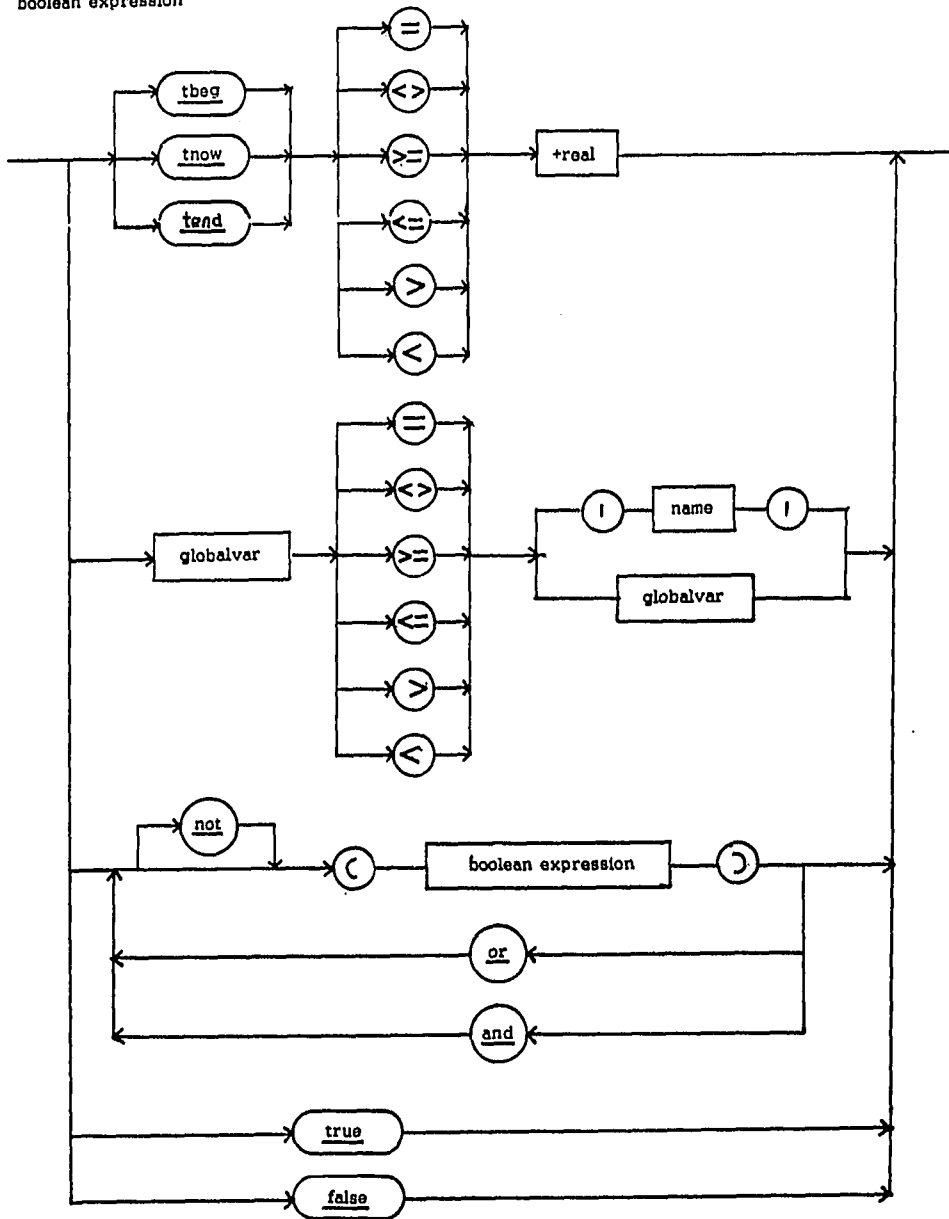 boolean expression
=
tbeg
<>
tnow
>=
+real
tend
<=
>
<
=
<>
' name '
globalvar
>=
globalvar
<=
>
<
not
( boolean expression )
or
and
true
false